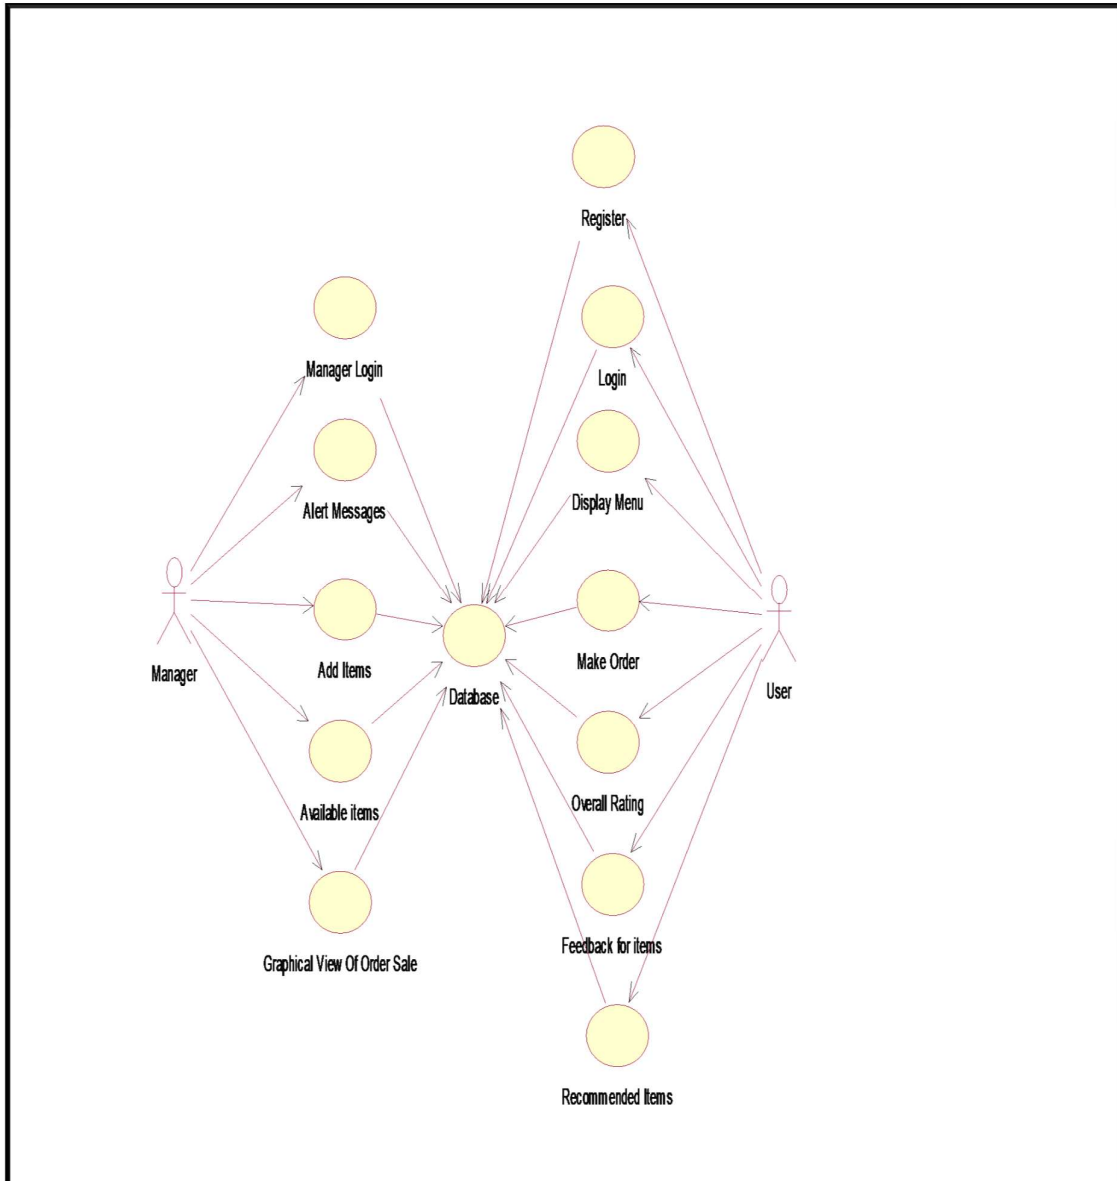 Register
Manager Login
Login
Alert Messages
Display Menu
Manager
Add Items
Database
Make Order
User
Available items
Overall Rating
Graphical View Of Order Sale
Feedback for items
Recommended Items